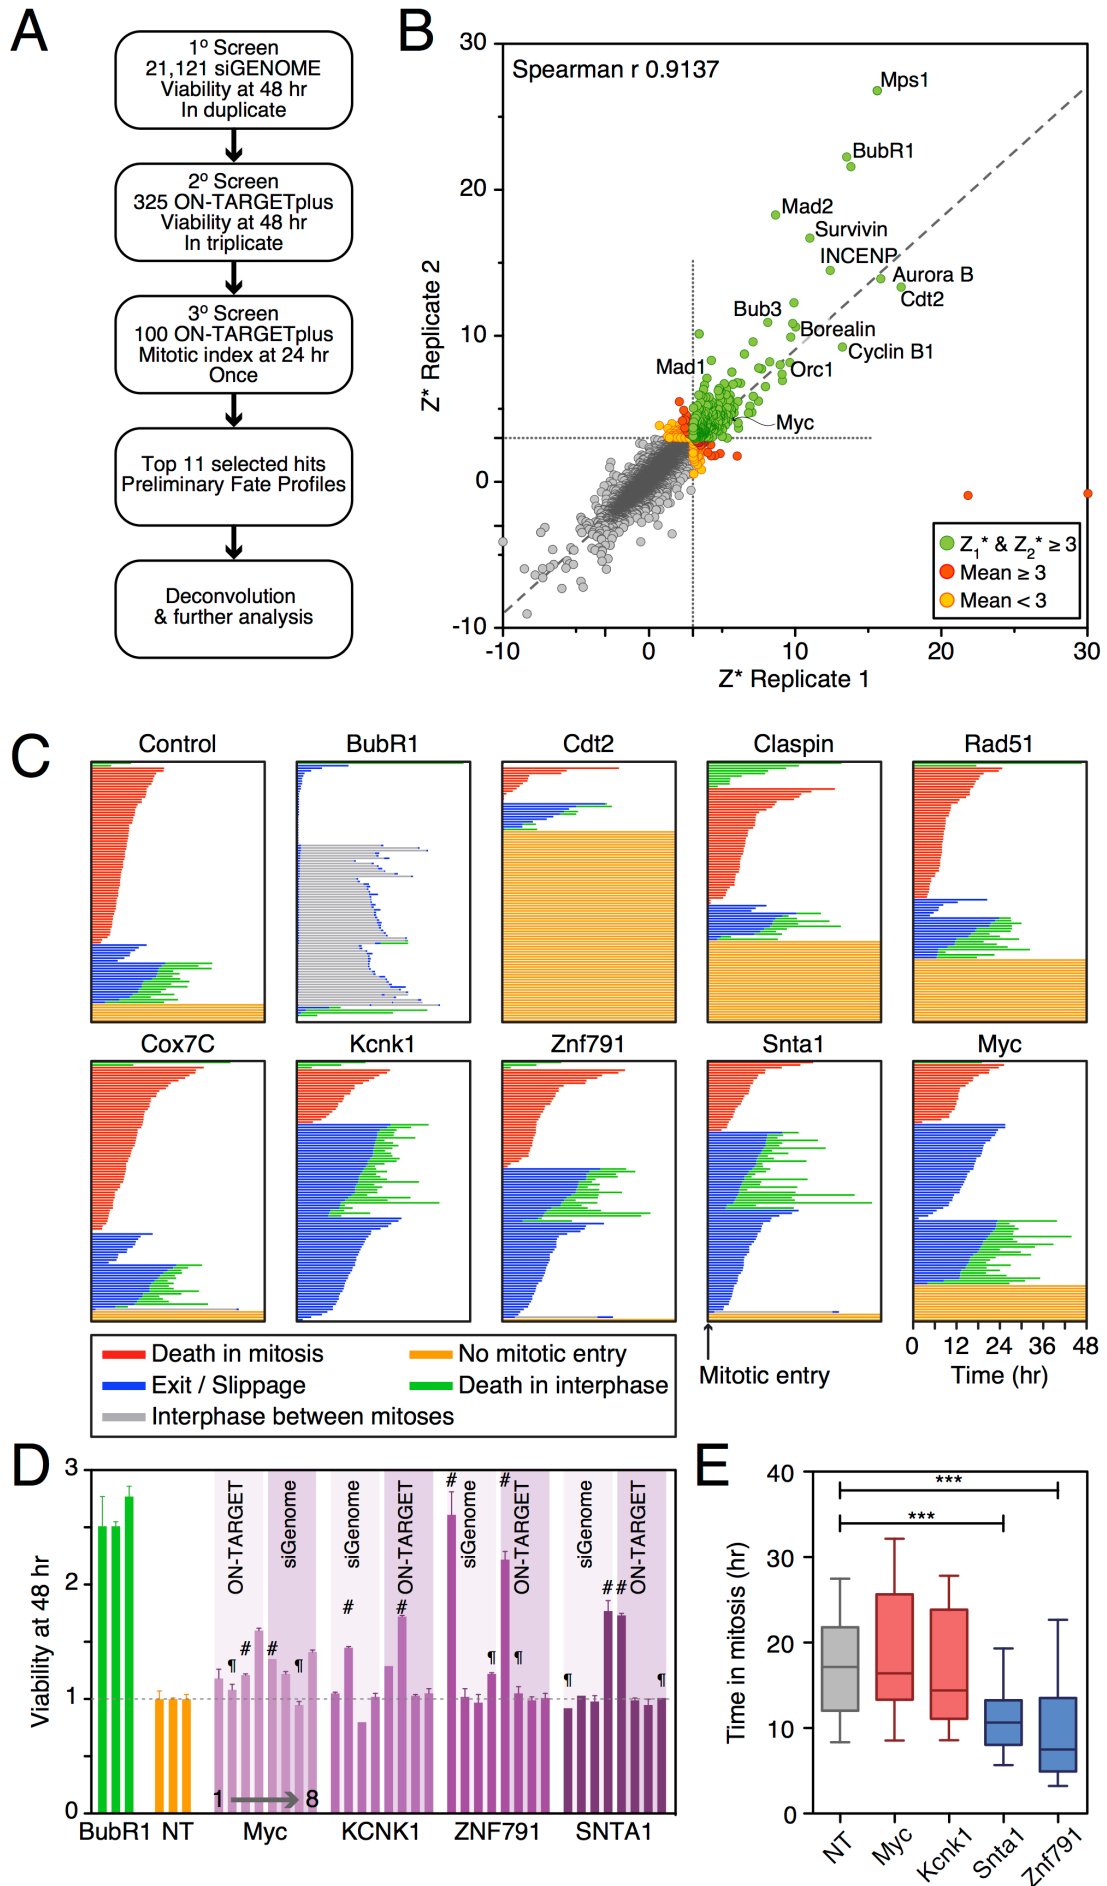 A
1º Screen
21,121 siGENOME
Viability at 48 hr
In duplicate
2º Screen
325 ON-TARGETplus
Viability at 48 hr
In triplicate
3º Screen
100 ON-TARGETplus
Mitotic index at 24 hr
Once
Top 11 selected hits
Preliminary Fate Profiles
Deconvolution
& further analysis
B
Spearman r 0.9137
Mps1
BubR1
Mad2
Survivin
INCENP
Aurora B
Cdt2
Bub3
Borealin
Cyclin B1
Mad1
Orc1
Myc
Z1* & Z2* ≥ 3
Mean ≥ 3
Mean < 3
30
20
10
0
-10
Z* Replicate 2
-10
0
10
20
30
Z* Replicate 1
C
Control
BubR1
Cdt2
Claspin
Rad51
Cox7C
Kcnk1
Znf791
Snta1
Myc
Death in mitosis
No mitotic entry
Exit / Slippage
Death in interphase
Interphase between mitoses
Mitotic entry
0 12 24 36 48
Time (hr)
D
3
2
1
0
Viability at 48 hr
ON-TARGET
siGenome
siGenome
ON-TARGET
siGenome
ON-TARGET
siGenome
ON-TARGET
¶ # # ¶
# #
# ¶ # ¶
¶ # # ¶
1 8
BubR1 NT Myc KCNK1 ZNF791 SNTA1
E
40
30
20
10
0
Time in mitosis (hr)
***
***
NT
Myc
Kcnk1
Snta1
Znf791